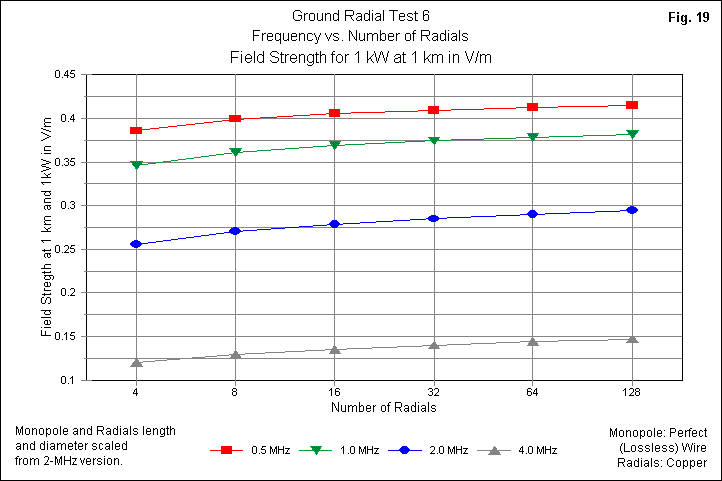 Ground Radial Test 6
Fig. 19
Frequency vs. Number of Radials
Field Strength for 1 kW at 1 km in V/m
Field Stregth at 1 km and 1kW in V/m
0.45
0.4
0.35
0.3
0.25
0.2
0.15
0.1
4 8 16 32 64 128
Number of Radials
Monopole and Radials length
and diameter scaled
from 2-MHz version.
0.5 MHz 1.0 MHz 2.0 MHz 4.0 MHz
Monopole: Perfect
(Lossless) Wire
Radials: Copper